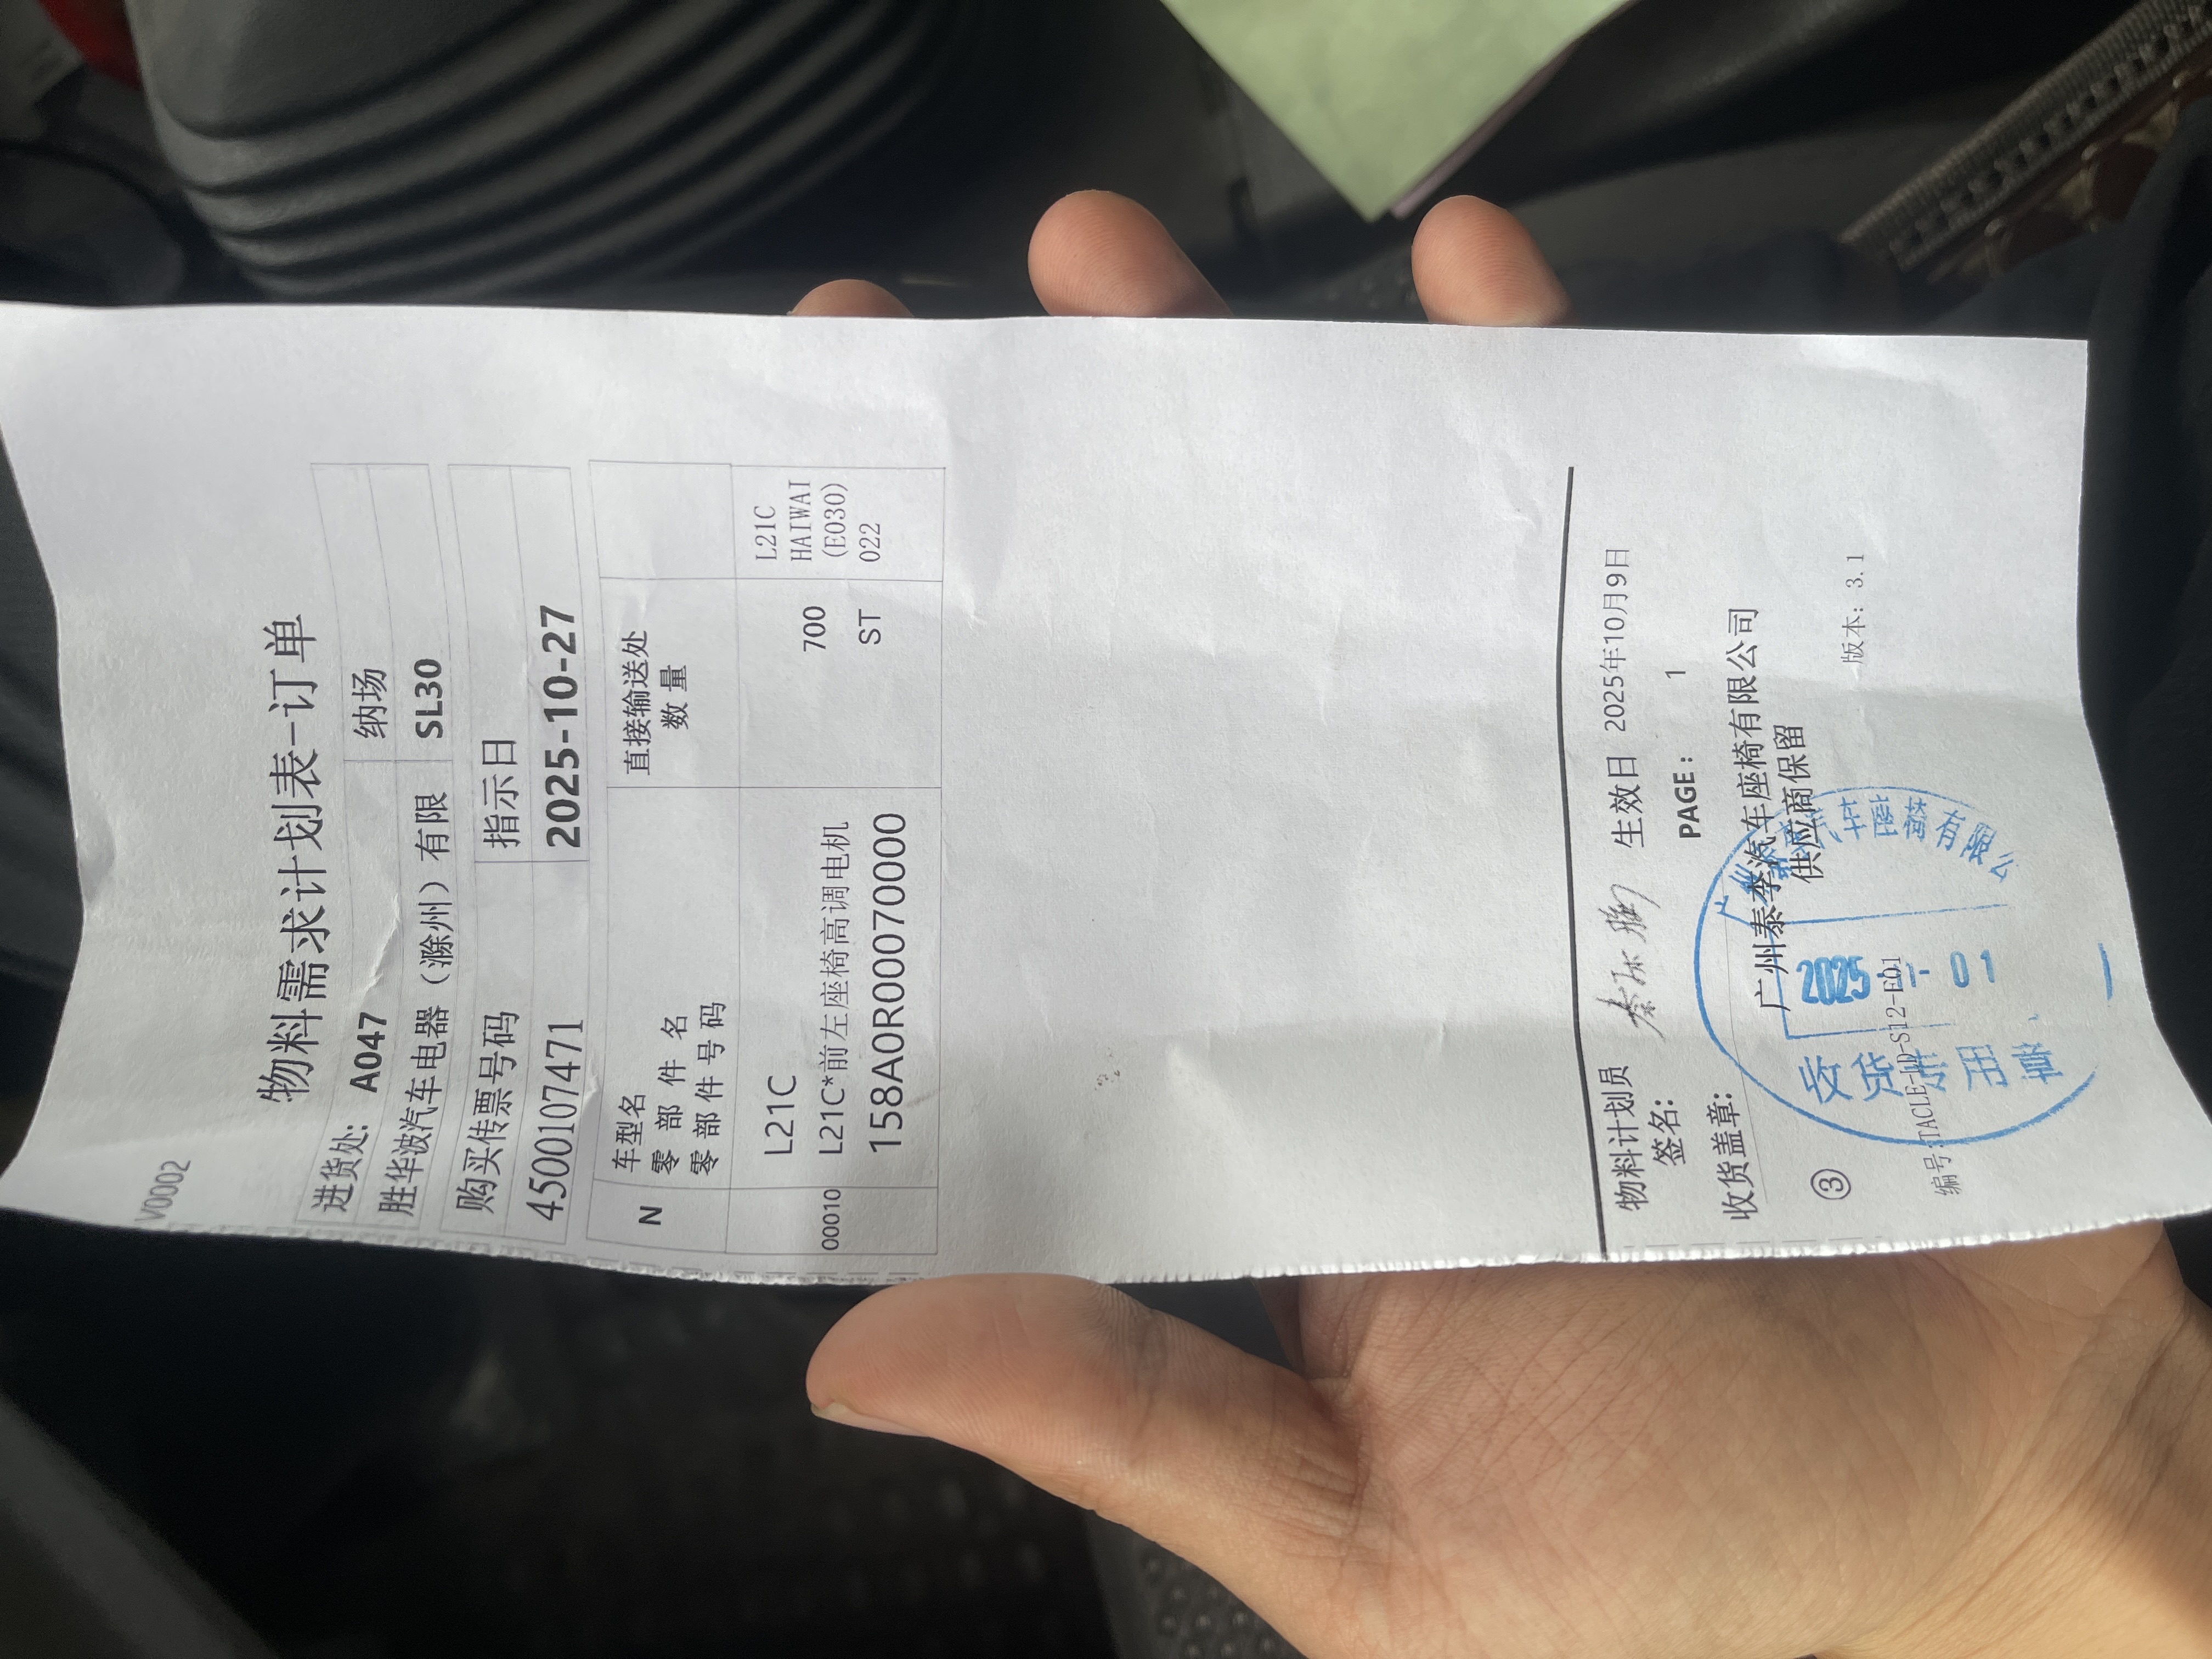 V0002
物料需求计划表-订单
进货处: A047 纳场
胜华波汽车电器（滁州）有限 SL30
购买传票号码 指示日
4500107471 2025-10-27
N 车型名 直接输送处
零 部 件 名 数 量
零 部 件 号 码
L21C L21C
00010 L21C*前左座椅高调电机 700 HAIWAI
158A0R000070000 ST (E030)
022
物料计划员 生效日 2025年10月9日
签名: PAGE: 1
收货盖章: 广州泰李汽车座椅有限公司
③ 供应商保留
编号:TACLE-LD-S12-E01 版本: 3.1
2025 01
收货专用章